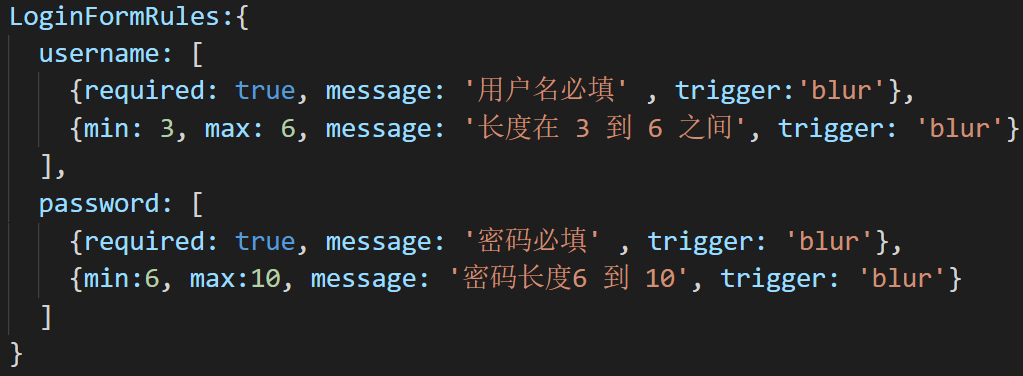 LoginFormRules:{
username: [
{required: true, message: '用户名必填' , trigger:'blur'},
{min: 3, max: 6, message: '长度在 3 到 6 之间', trigger: 'blur'}
],
password: [
{required: true, message: '密码必填' , trigger: 'blur'},
{min:6, max:10, message: '密码长度6 到 10', trigger: 'blur'}
]
}